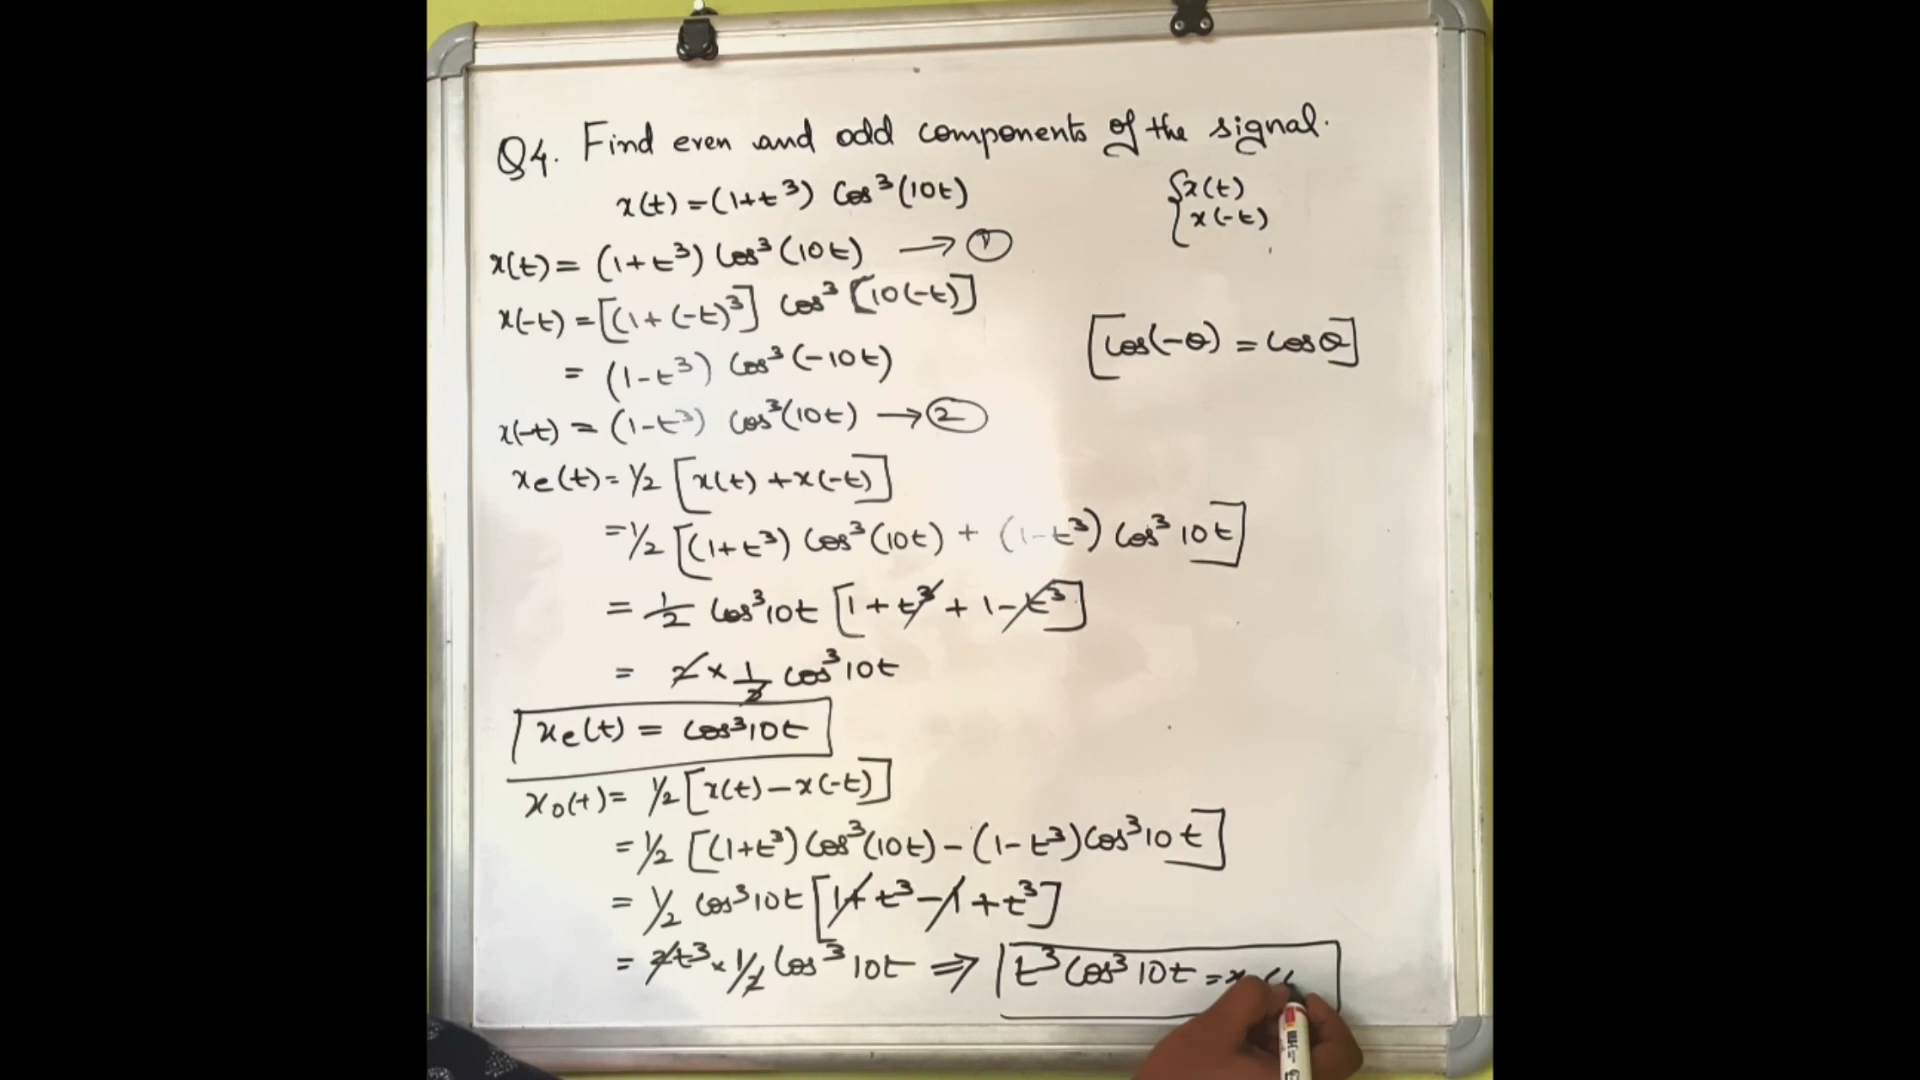 Q4. Find even and odd components of the signal.
x(t) = (1+t³) cos³(10t)
{x(t)
x(-t)
x(t) = (1+t³) cos³(10t) → ①
x(-t) = [(1+(-t)³] cos³[10(-t)]
[cos(-θ) = cosθ]
= (1-t³) cos³(-10t)
x(-t) = (1-t³) cos³(10t) → ②
xe(t) = 1/2 [x(t) + x(-t)]
= 1/2 [(1+t³) cos³(10t) + (1-t³) cos³10t]
= 1/2 cos³10t [1+t³+1-t³]
= 2 × 1/2 cos³10t
xe(t) = cos³10t
xo(t) = 1/2 [x(t) - x(-t)]
= 1/2 [(1+t³) cos³(10t) - (1-t³) cos³10t]
= 1/2 cos³10t [1+t³-1+t³]
= 2t³ × 1/2 cos³10t ⇒ t³ cos³10t = x